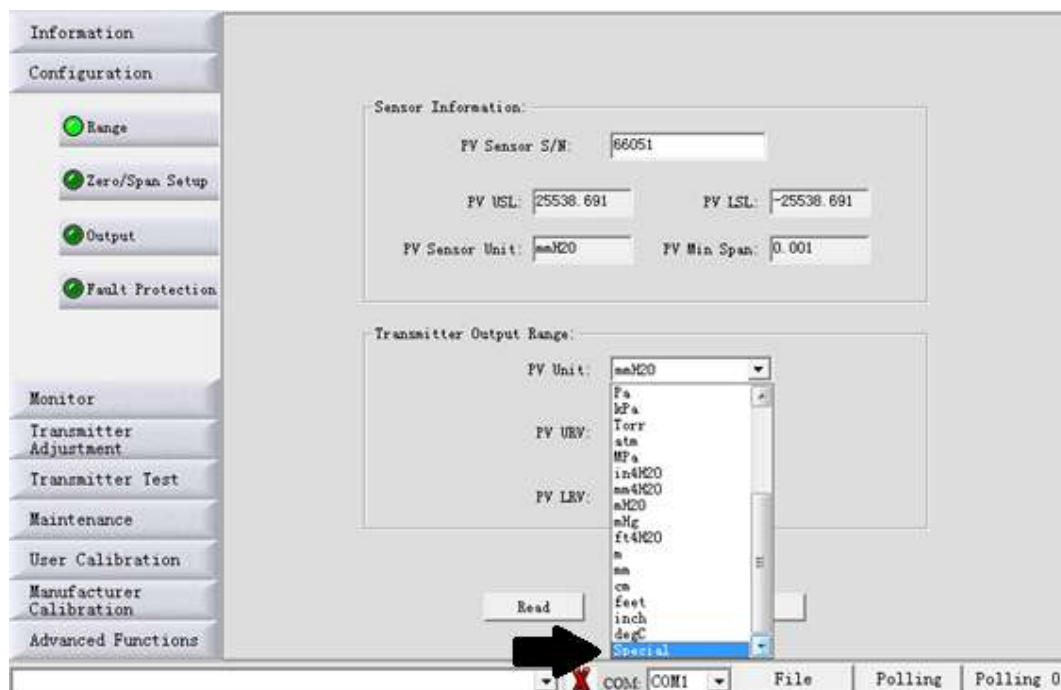 Information
Configuration
Range
Zero/Span Setup
Output
Fault Protection
Monitor
Transmitter
Adjustment
Transmitter Test
Maintenance
User Calibration
Manufacturer
Calibration
Advanced Functions
Sensor Information:
PV Sensor S/N: 66051
PV USL: 25538.691 PV LSL: -25538.691
PV Sensor Unit: mmH2O PV Min Span: 0.001
Transmitter Output Range:
PV Unit: mmH2O
Pa
kPa
Torr
atm
MPa
in4H2O
mm4H2O
mH2O
mHg
ft4H2O
m
mm
cm
feet
inch
degC
Special
PV URV:
PV LRV:
Read
COM: COM1 File Polling Polling 0